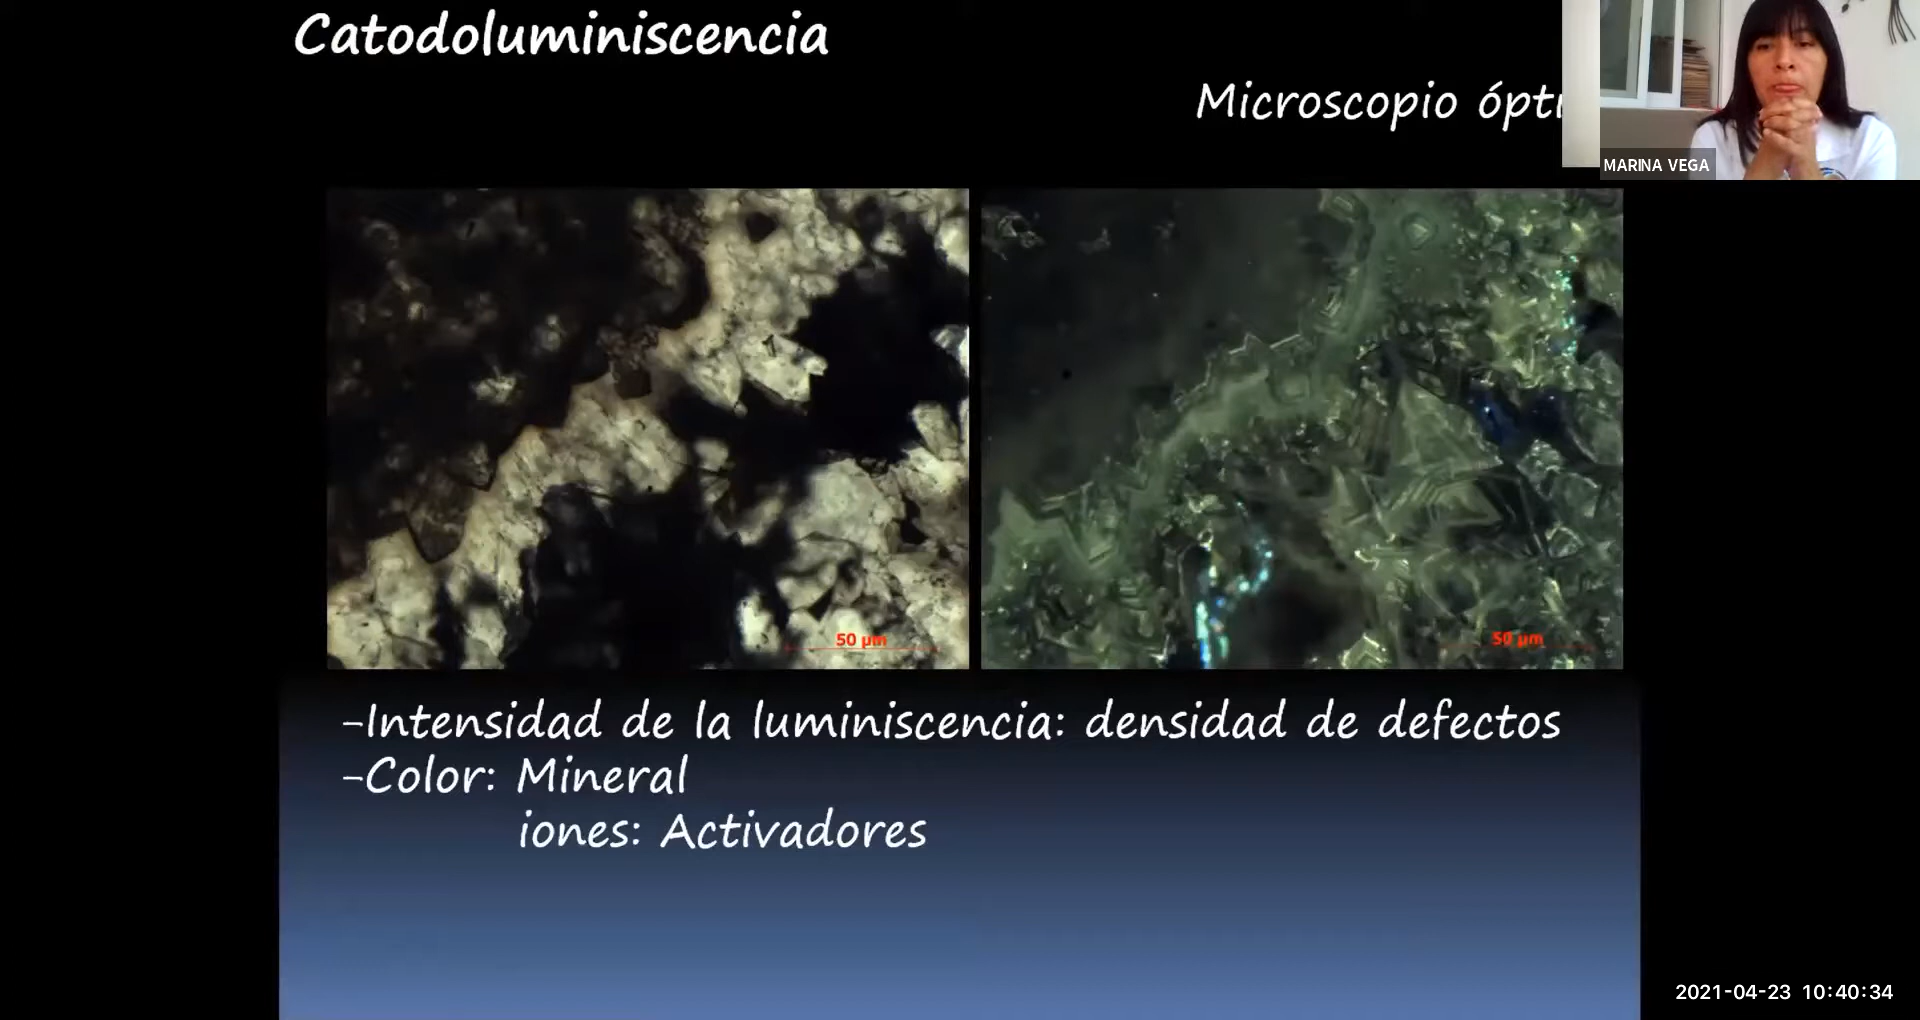 Catodoluminiscencia
Microscopio
MARINA VEGA
50 µm
50 µm
-Intensidad de la luminiscencia: densidad de defectos
-Color: Mineral
iones: Activadores
2021-04-23 10:40:34